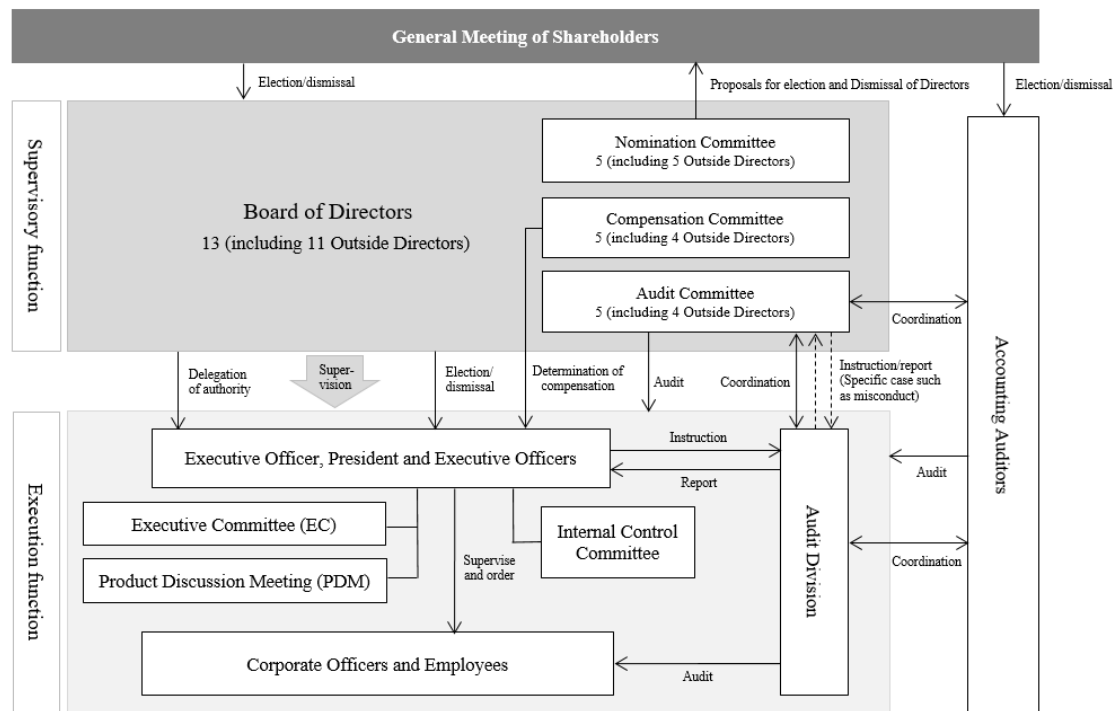 General Meeting of Shareholders
Election/dismissal
Proposals for election and Dismissal of Directors
Election/dismissal
Supervisory function
Board of Directors
13 (including 11 Outside Directors)
Nomination Committee
5 (including 5 Outside Directors)
Compensation Committee
5 (including 4 Outside Directors)
Audit Committee
5 (including 4 Outside Directors)
Coordination
Accounting Auditors
Delegation
of authority
Super-
vision
Election/
dismissal
Determination of
compensation
Audit
Coordination
Instruction/report
(Specific case such
as misconduct)
Execution function
Executive Officer, President and Executive Officers
Instruction
Report
Audit
Executive Committee (EC)
Product Discussion Meeting (PDM)
Supervise
and order
Internal Control
Committee
Audit Division
Coordination
Corporate Officers and Employees
Audit